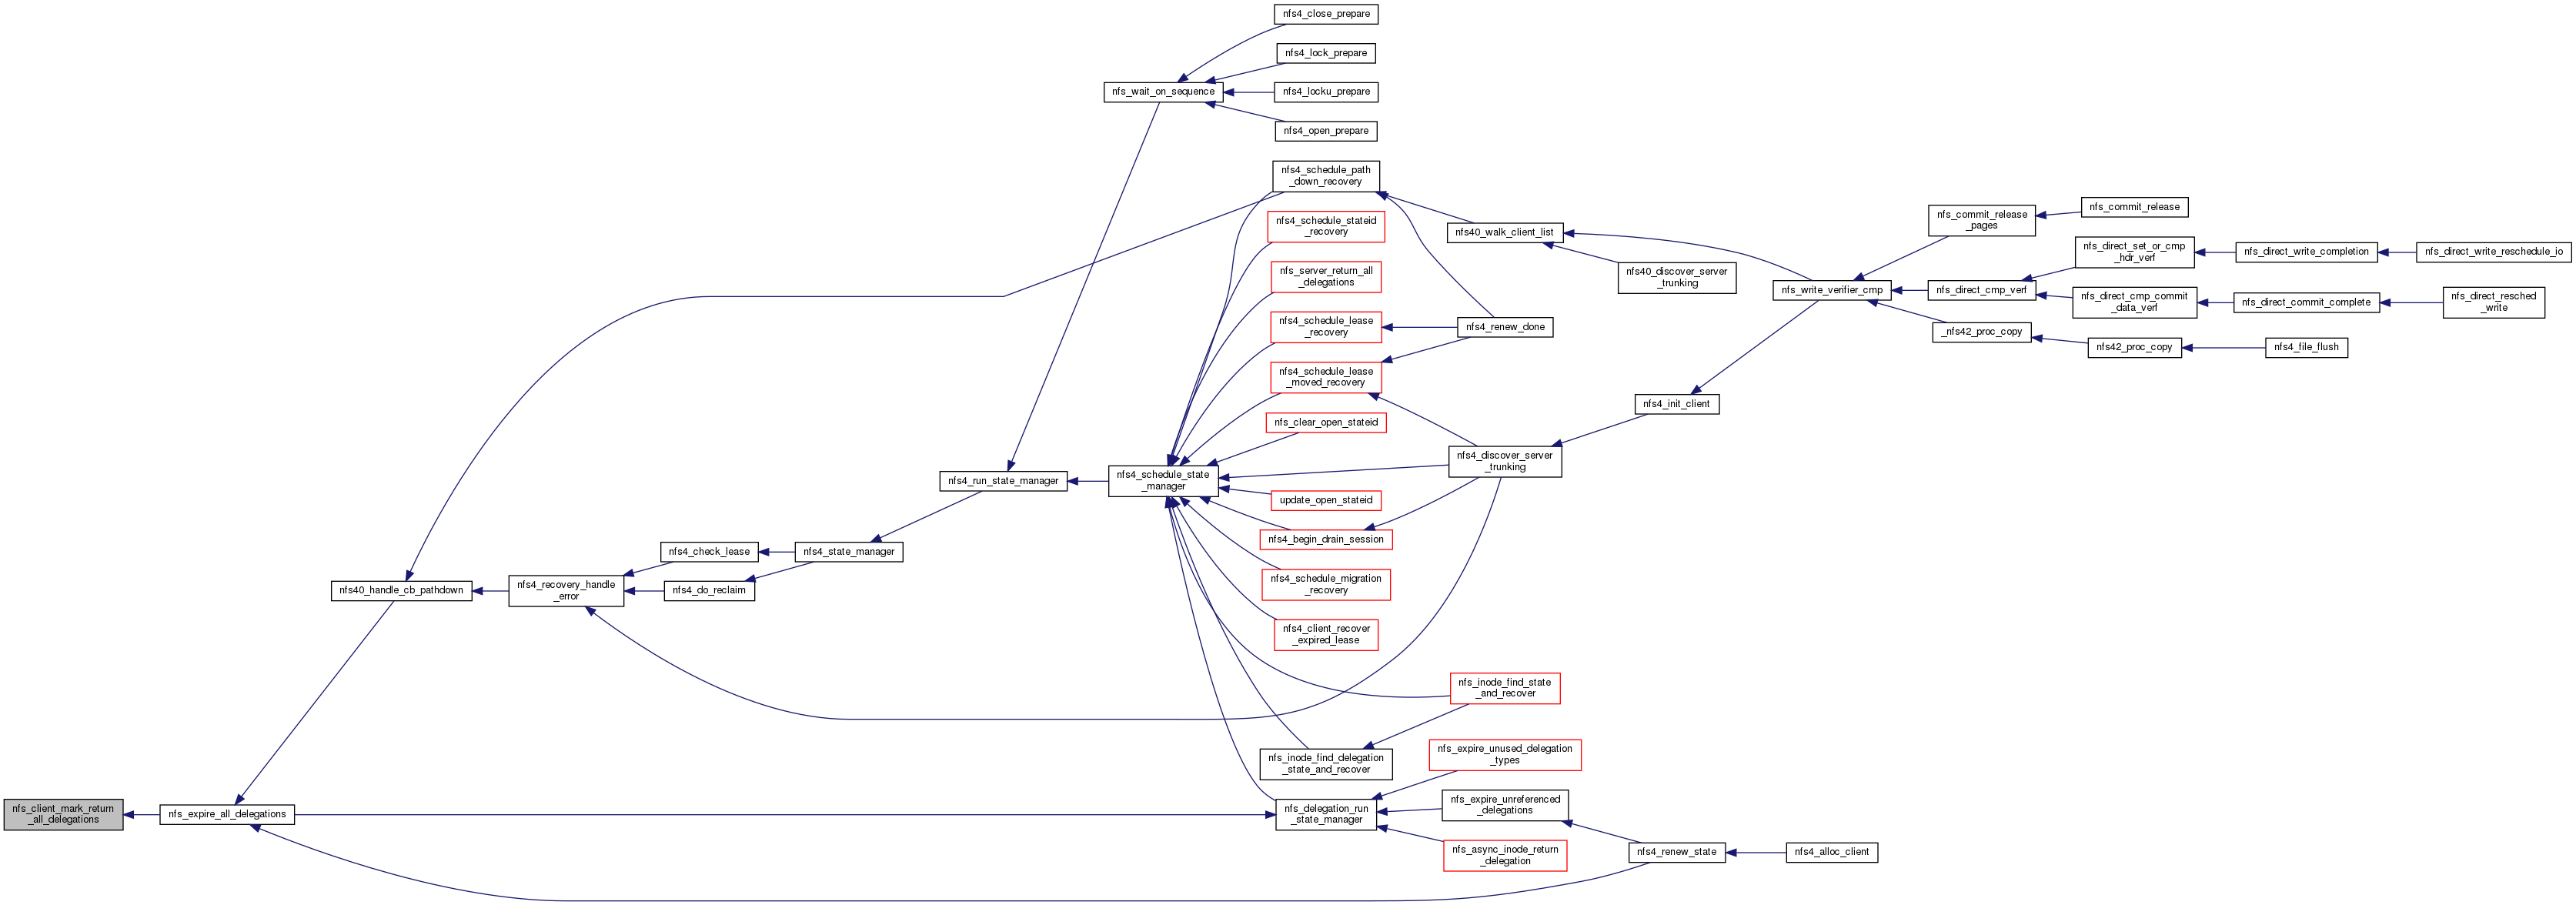 nfs4_close_prepare
nfs4_lock_prepare
nfs_wait_on_sequence
nfs4_locku_prepare
nfs4_open_prepare
nfs4_schedule_path
_down_recovery
nfs4_schedule_stateid
_recovery
nfs_server_return_all
_delegations
nfs4_schedule_lease
_recovery
nfs4_schedule_lease
_moved_recovery
nfs_clear_open_stateid
nfs40_walk_client_list
nfs40_discover_server
_trunking
nfs4_renew_done
nfs_write_verifier_cmp
nfs_commit_release
_pages
nfs_commit_release
nfs_direct_set_or_cmp
_hdr_verf
nfs_direct_write_completion
nfs_direct_write_reschedule_io
nfs_direct_cmp_verf
nfs_direct_cmp_commit
_data_verf
nfs_direct_commit_complete
nfs_direct_resched
_write
_nfs42_proc_copy
nfs42_proc_copy
nfs4_file_flush
nfs4_init_client
nfs4_discover_server
_trunking
nfs4_run_state_manager
nfs4_schedule_state
_manager
update_open_stateid
nfs4_begin_drain_session
nfs4_schedule_migration
_recovery
nfs4_client_recover
_expired_lease
nfs4_check_lease
nfs4_state_manager
nfs40_handle_cb_pathdown
nfs4_recovery_handle
_error
nfs4_do_reclaim
nfs_inode_find_state
_and_recover
nfs_inode_find_delegation
_state_and_recover
nfs_expire_unused_delegation
_types
nfs_client_mark_return
_all_delegations
nfs_expire_all_delegations
nfs_delegation_run
_state_manager
nfs_expire_unreferenced
_delegations
nfs_async_inode_return
_delegation
nfs4_renew_state
nfs4_alloc_client